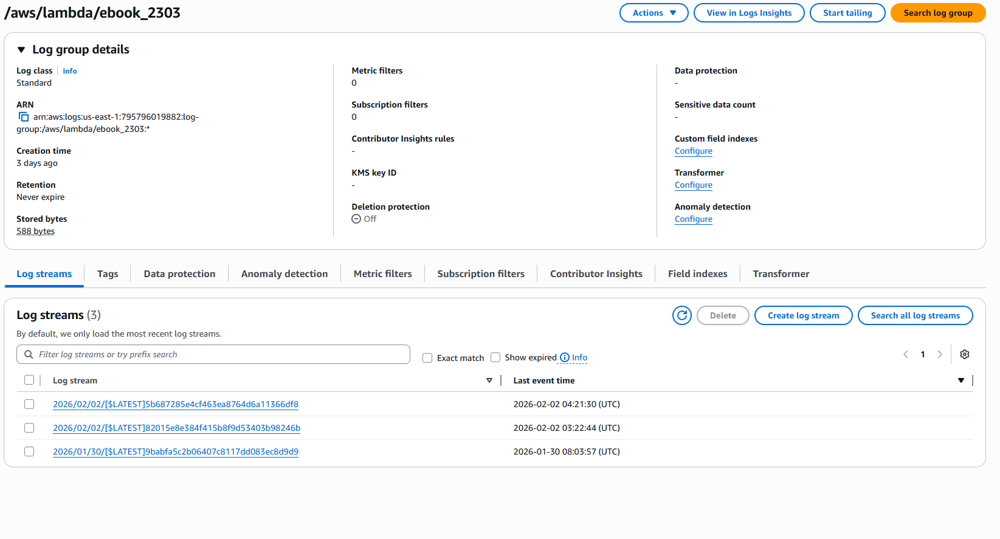 /aws/lambda/ebook_2303
Actions
View in Logs Insights
Start tailing
Search log group
Log group details
Log class
Info
Standard
ARN
arn:aws:logs:us-east-1:795796019882:log-
group:/aws/lambda/ebook_2303:*
Creation time
3 days ago
Retention
Never expire
Stored bytes
588 bytes
Metric filters
0
Subscription filters
0
Contributor Insights rules
-
KMS key ID
-
Deletion protection
Off
Data protection
-
Sensitive data count
-
Custom field indexes
Configure
Transformer
Configure
Anomaly detection
Configure
Log streams
Tags
Data protection
Anomaly detection
Metric filters
Subscription filters
Contributor Insights
Field indexes
Transformer
Log streams (3)
Delete
Create log stream
Search all log streams
By default, we only load the most recent log streams.
Filter log streams or try prefix search
Exact match
Show expired
Info
1
Log stream
Last event time
2026/02/02/[$LATEST]5b687285e4cf463ea8764d6a11366df8
2026-02-02 04:21:30 (UTC)
2026/02/02/[$LATEST]82015e8e384f415b8f9d53403b98246b
2026-02-02 03:22:44 (UTC)
2026/01/30/[$LATEST]9babfa5c2b06407c8117dd083ec8d9d9
2026-01-30 08:03:57 (UTC)